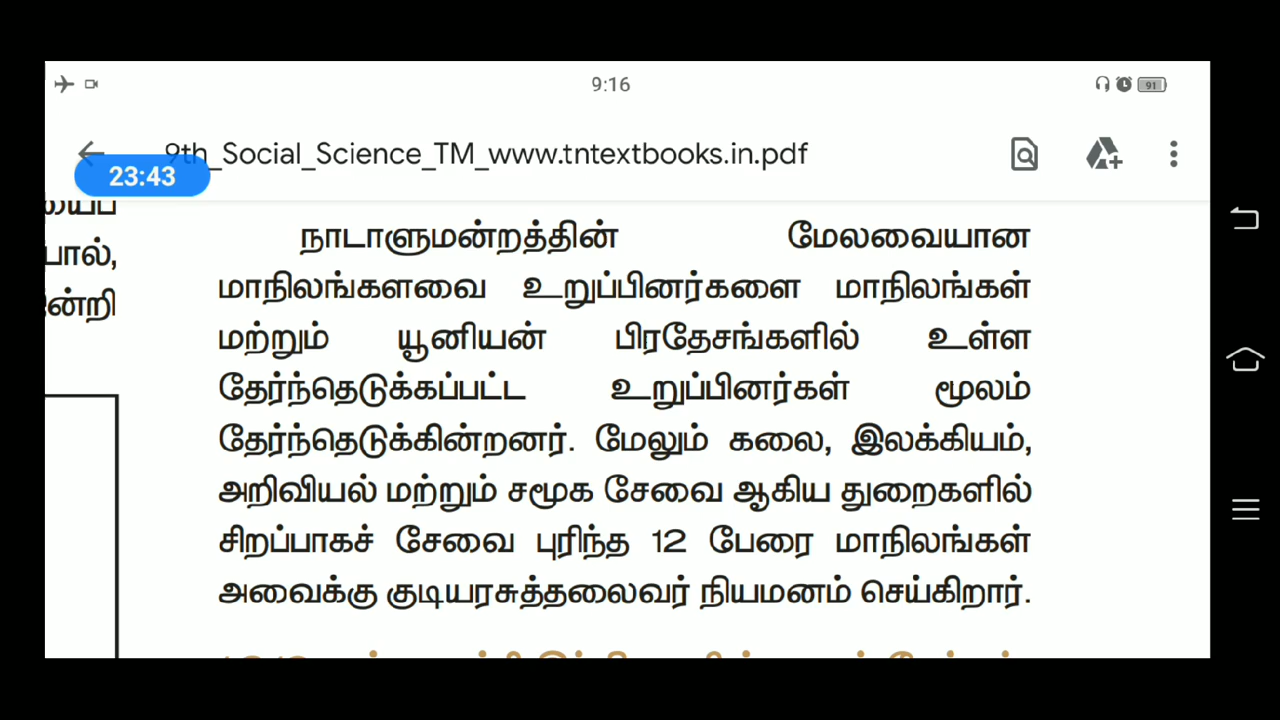 9:16
91
9th_Social_Science_TM_www.tntextbooks.in.pdf
23:43
பால்,
ன்றி
நாடாளுமன்றத்தின் மேலவையான
மாநிலங்களவை உறுப்பினர்களை மாநிலங்கள்
மற்றும் யூனியன் பிரதேசங்களில் உள்ள
தேர்ந்தெடுக்கப்பட்ட உறுப்பினர்கள் மூலம்
தேர்ந்தெடுக்கின்றனர். மேலும் கலை, இலக்கியம்,
அறிவியல் மற்றும் சமூக சேவை ஆகிய துறைகளில்
சிறப்பாகச் சேவை புரிந்த 12 பேரை மாநிலங்கள்
அவைக்கு குடியரசுத்தலைவர் நியமனம் செய்கிறார்.